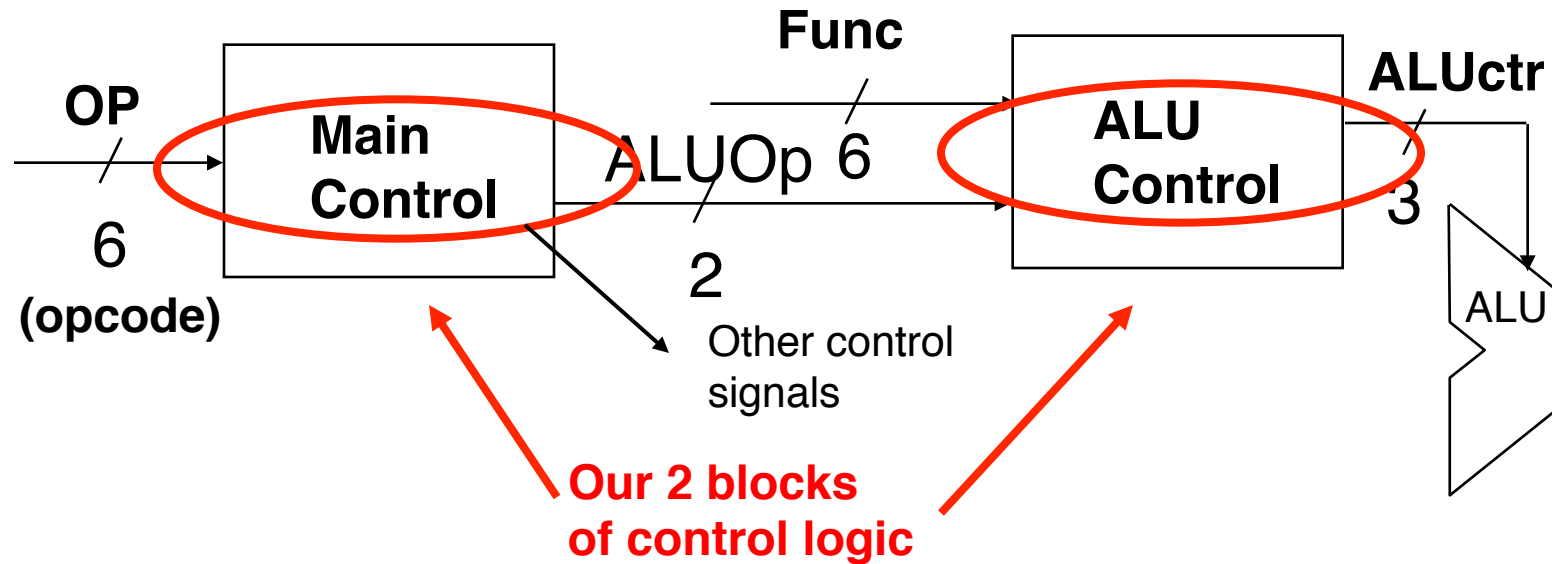 Func
ALUctr
OP
Main
Control
ALUOp 6
ALU
Control
3
6
(opcode)
2
ALU
Other control
signals
Our 2 blocks
of control logic